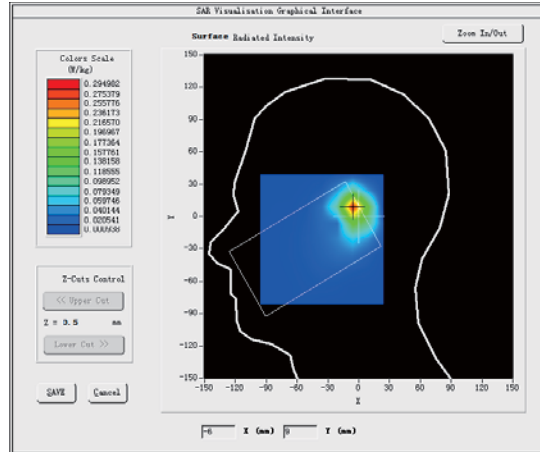 SAR Visualisation Graphical Interface
Surface Radiated Intensity
Zoom In/Out
Colors Scale
(W/kg)
0.294982
0.275379
0.255776
0.236173
0.216570
0.196967
0.177364
0.157761
0.138158
0.118555
0.098952
0.079349
0.059746
0.040144
0.020541
0.000938
150
120
90
60
30
0
-30
-60
-90
-120
-150
Y
-150 -120 -90 -60 -30 0 30 60 90 120 150
X
Z-Cuts Control
<< Upper Cut
Z = 3.5 mm
Lower Cut >>
SAVE Cancel
-6 X (mm) 9 Y (mm)